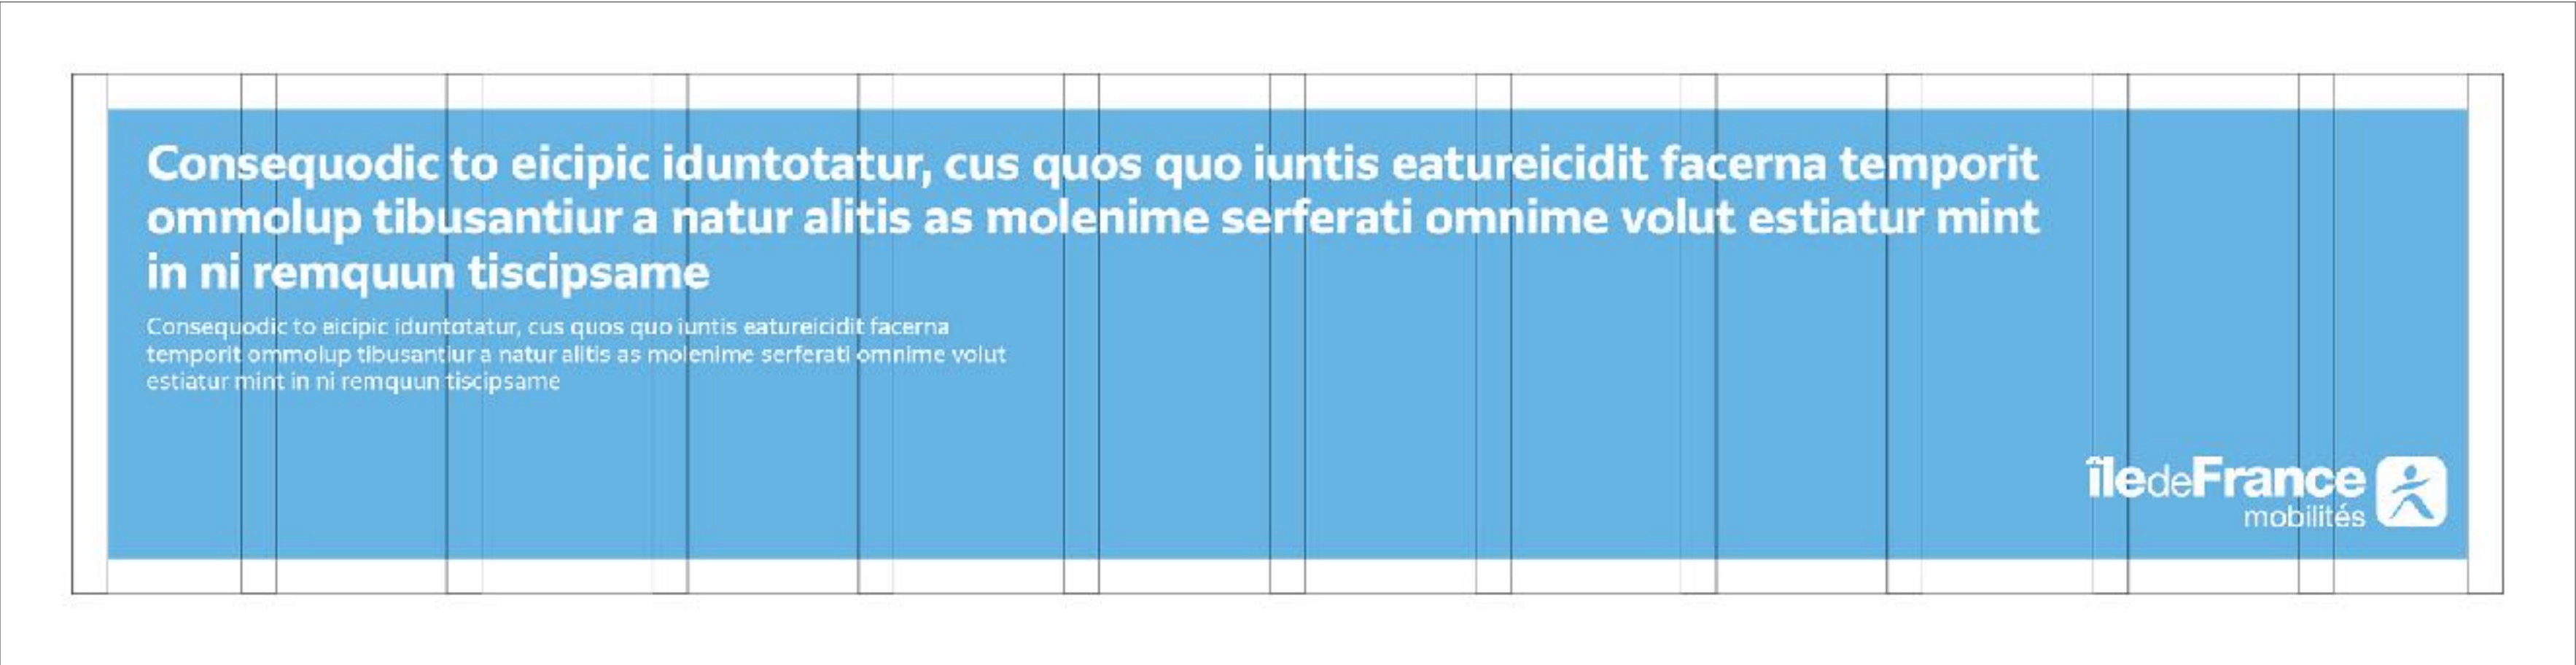 Consequodic to eicipic iduntotatur, cus quos quo iuntis eatureicidit facerna temporit
ommolup tibusantiur a natur alitis as molenime serferati omnime volut estiatur mint
in ni remquun tiscipsame
Consequodic to eicipic iduntotatur, cus quos quo iuntis eatureicidit facerna
temporit ommolup tibusantiur a natur alitis as molenime serferati omnime volut
estiatur mint in ni remquun tiscipsame
îledeFrance
mobilités